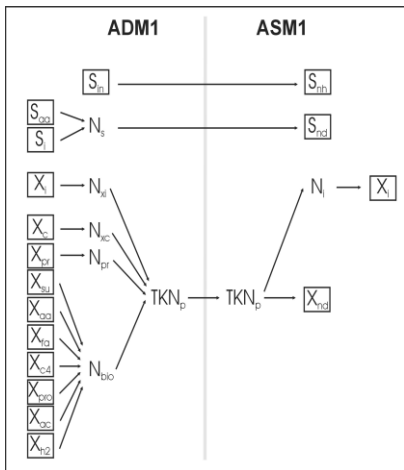 ADM1 ASM1
S_in S_nh
S_aa
N_s S_nd
S_i
X_i N_xi N_i X_i
X_c N_xc
X_pr N_pr
X_su
TKN_p TKN_p X_nd
X_aa
X_fa
X_c4 N_bio
X_pro
X_ac
X_h2